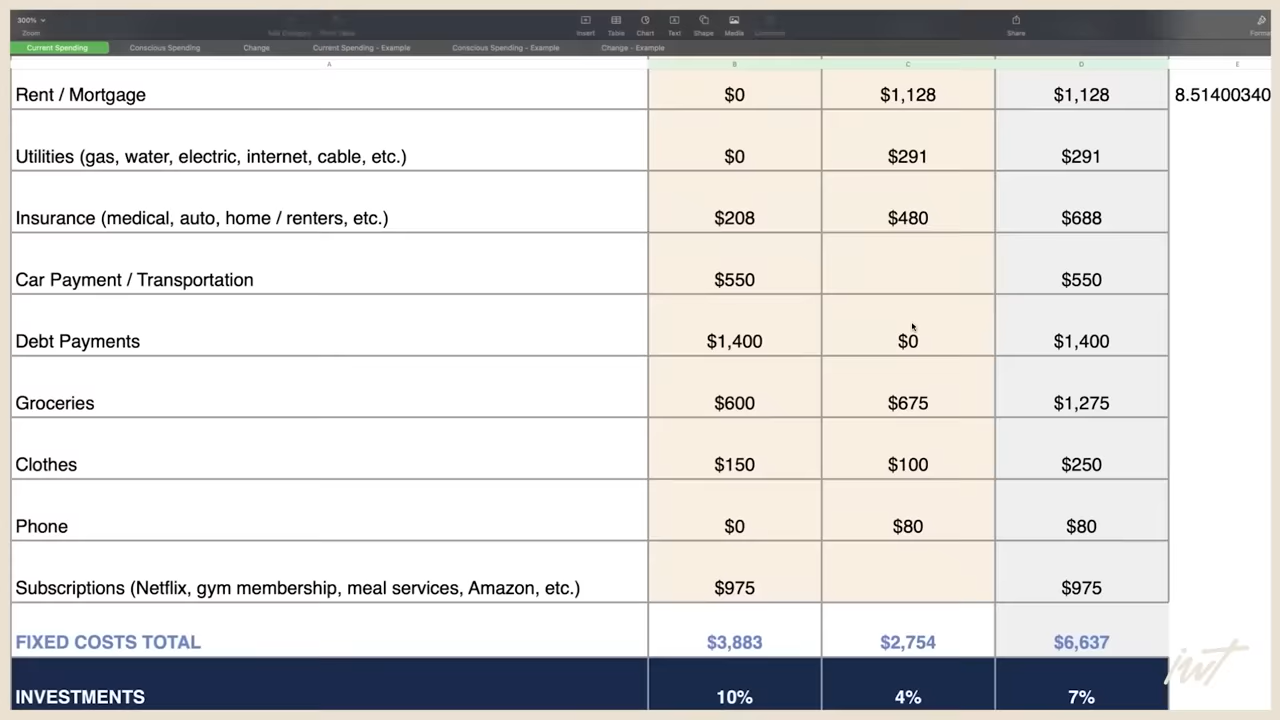 300%
Zoom
Insert Table Chart Text Shape Media
Share
Forma
Current Spending Conscious Spending Change Current Spending - Example Conscious Spending - Example Change - Example
A B C D E
Rent / Mortgage $0 $1,128 $1,128 8.51400340
Utilities (gas, water, electric, internet, cable, etc.) $0 $291 $291
Insurance (medical, auto, home / renters, etc.) $208 $480 $688
Car Payment / Transportation $550 $550
Debt Payments $1,400 $0 $1,400
Groceries $600 $675 $1,275
Clothes $150 $100 $250
Phone $0 $80 $80
Subscriptions (Netflix, gym membership, meal services, Amazon, etc.) $975 $975
FIXED COSTS TOTAL $3,883 $2,754 $6,637
INVESTMENTS 10% 4% 7%
iwt